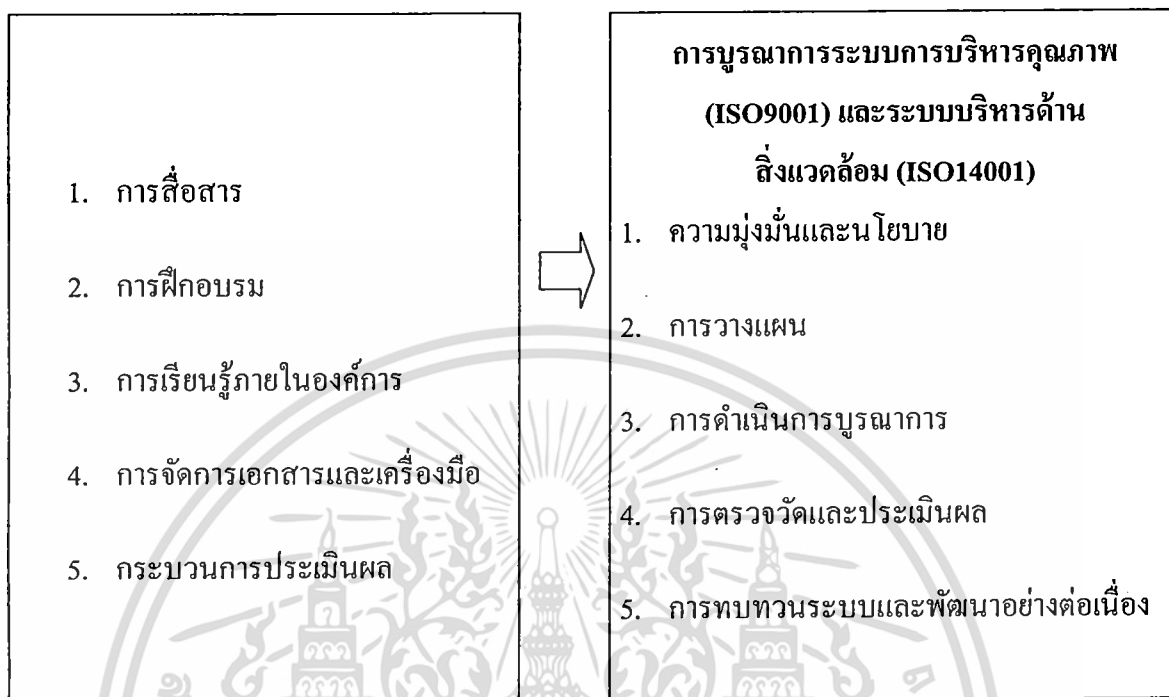 1. การสื่อสาร
2. การฝึกอบรม
3. การเรียนรู้ภายในองค์การ
4. การจัดการเอกสารและเครื่องมือ
5. กระบวนการประเมินผล
การบูรณาการระบบการบริหารคุณภาพ
(ISO9001) และระบบบริหารด้าน
สิ่งแวดล้อม (ISO14001)
1. ความมุ่งมั่นและนโยบาย
2. การวางแผน
3. การดำเนินการบูรณาการ
4. การตรวจวัดและประเมินผล
5. การทบทวนระบบและพัฒนาอย่างต่อเนื่อง